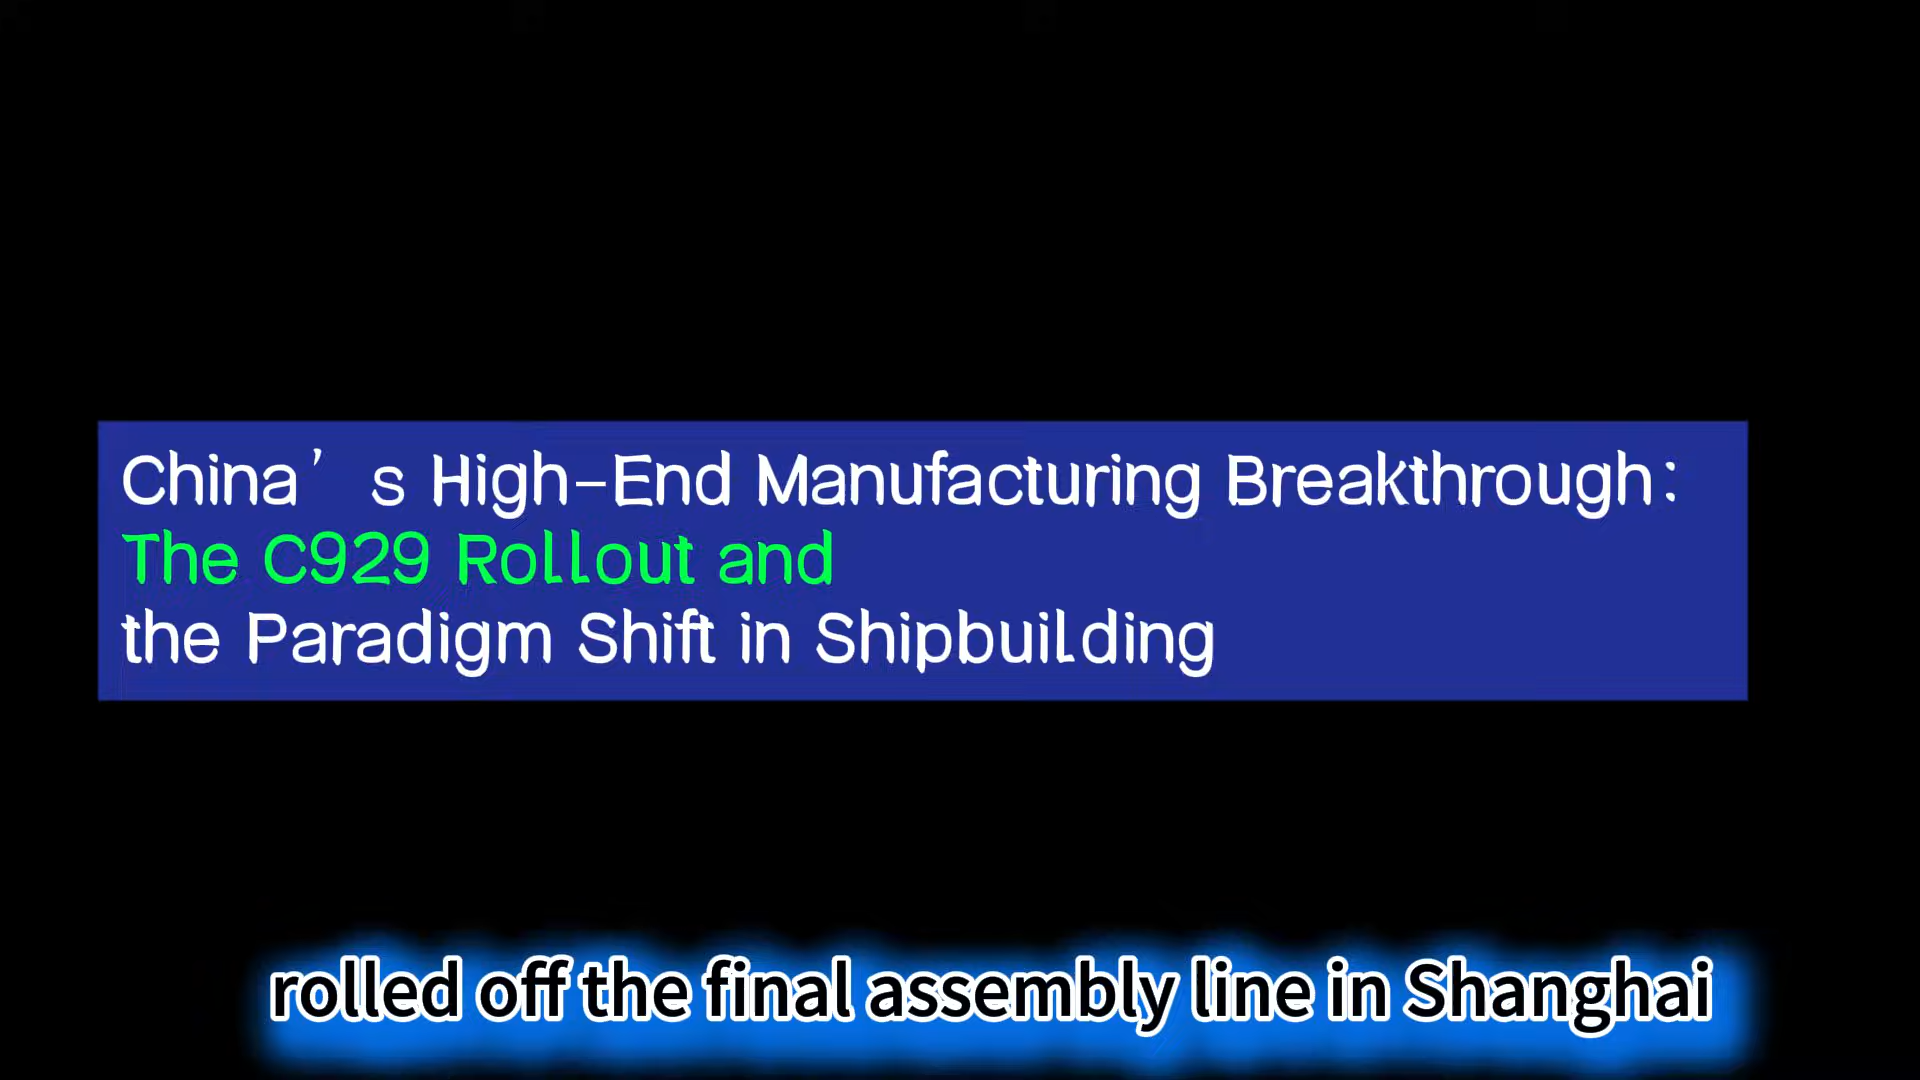 China’s High-End Manufacturing Breakthrough:
The C929 Rollout and
the Paradigm Shift in Shipbuilding
rolled off the final assembly line in Shanghai